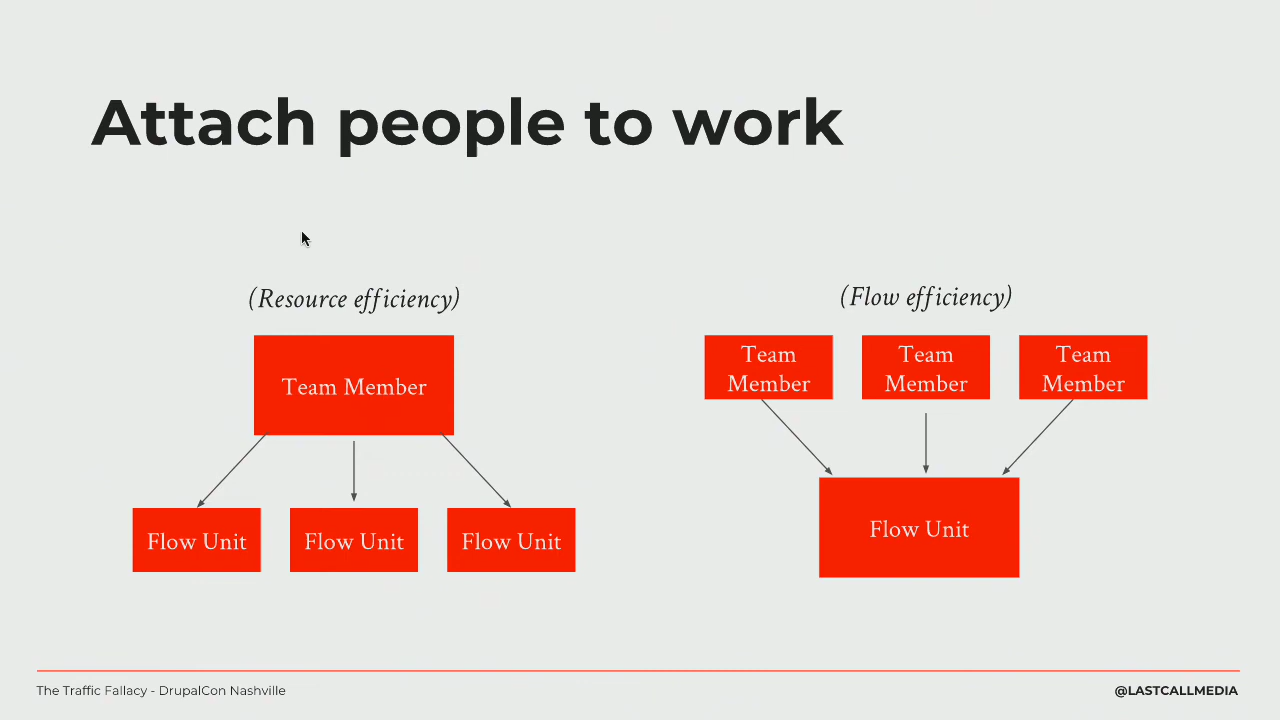 Attach people to work
(Resource efficiency)
Team Member
Flow Unit
Flow Unit
Flow Unit
(Flow efficiency)
Team
Member
Team
Member
Team
Member
Flow Unit
The Traffic Fallacy - DrupalCon Nashville
@LASTCALLMEDIA